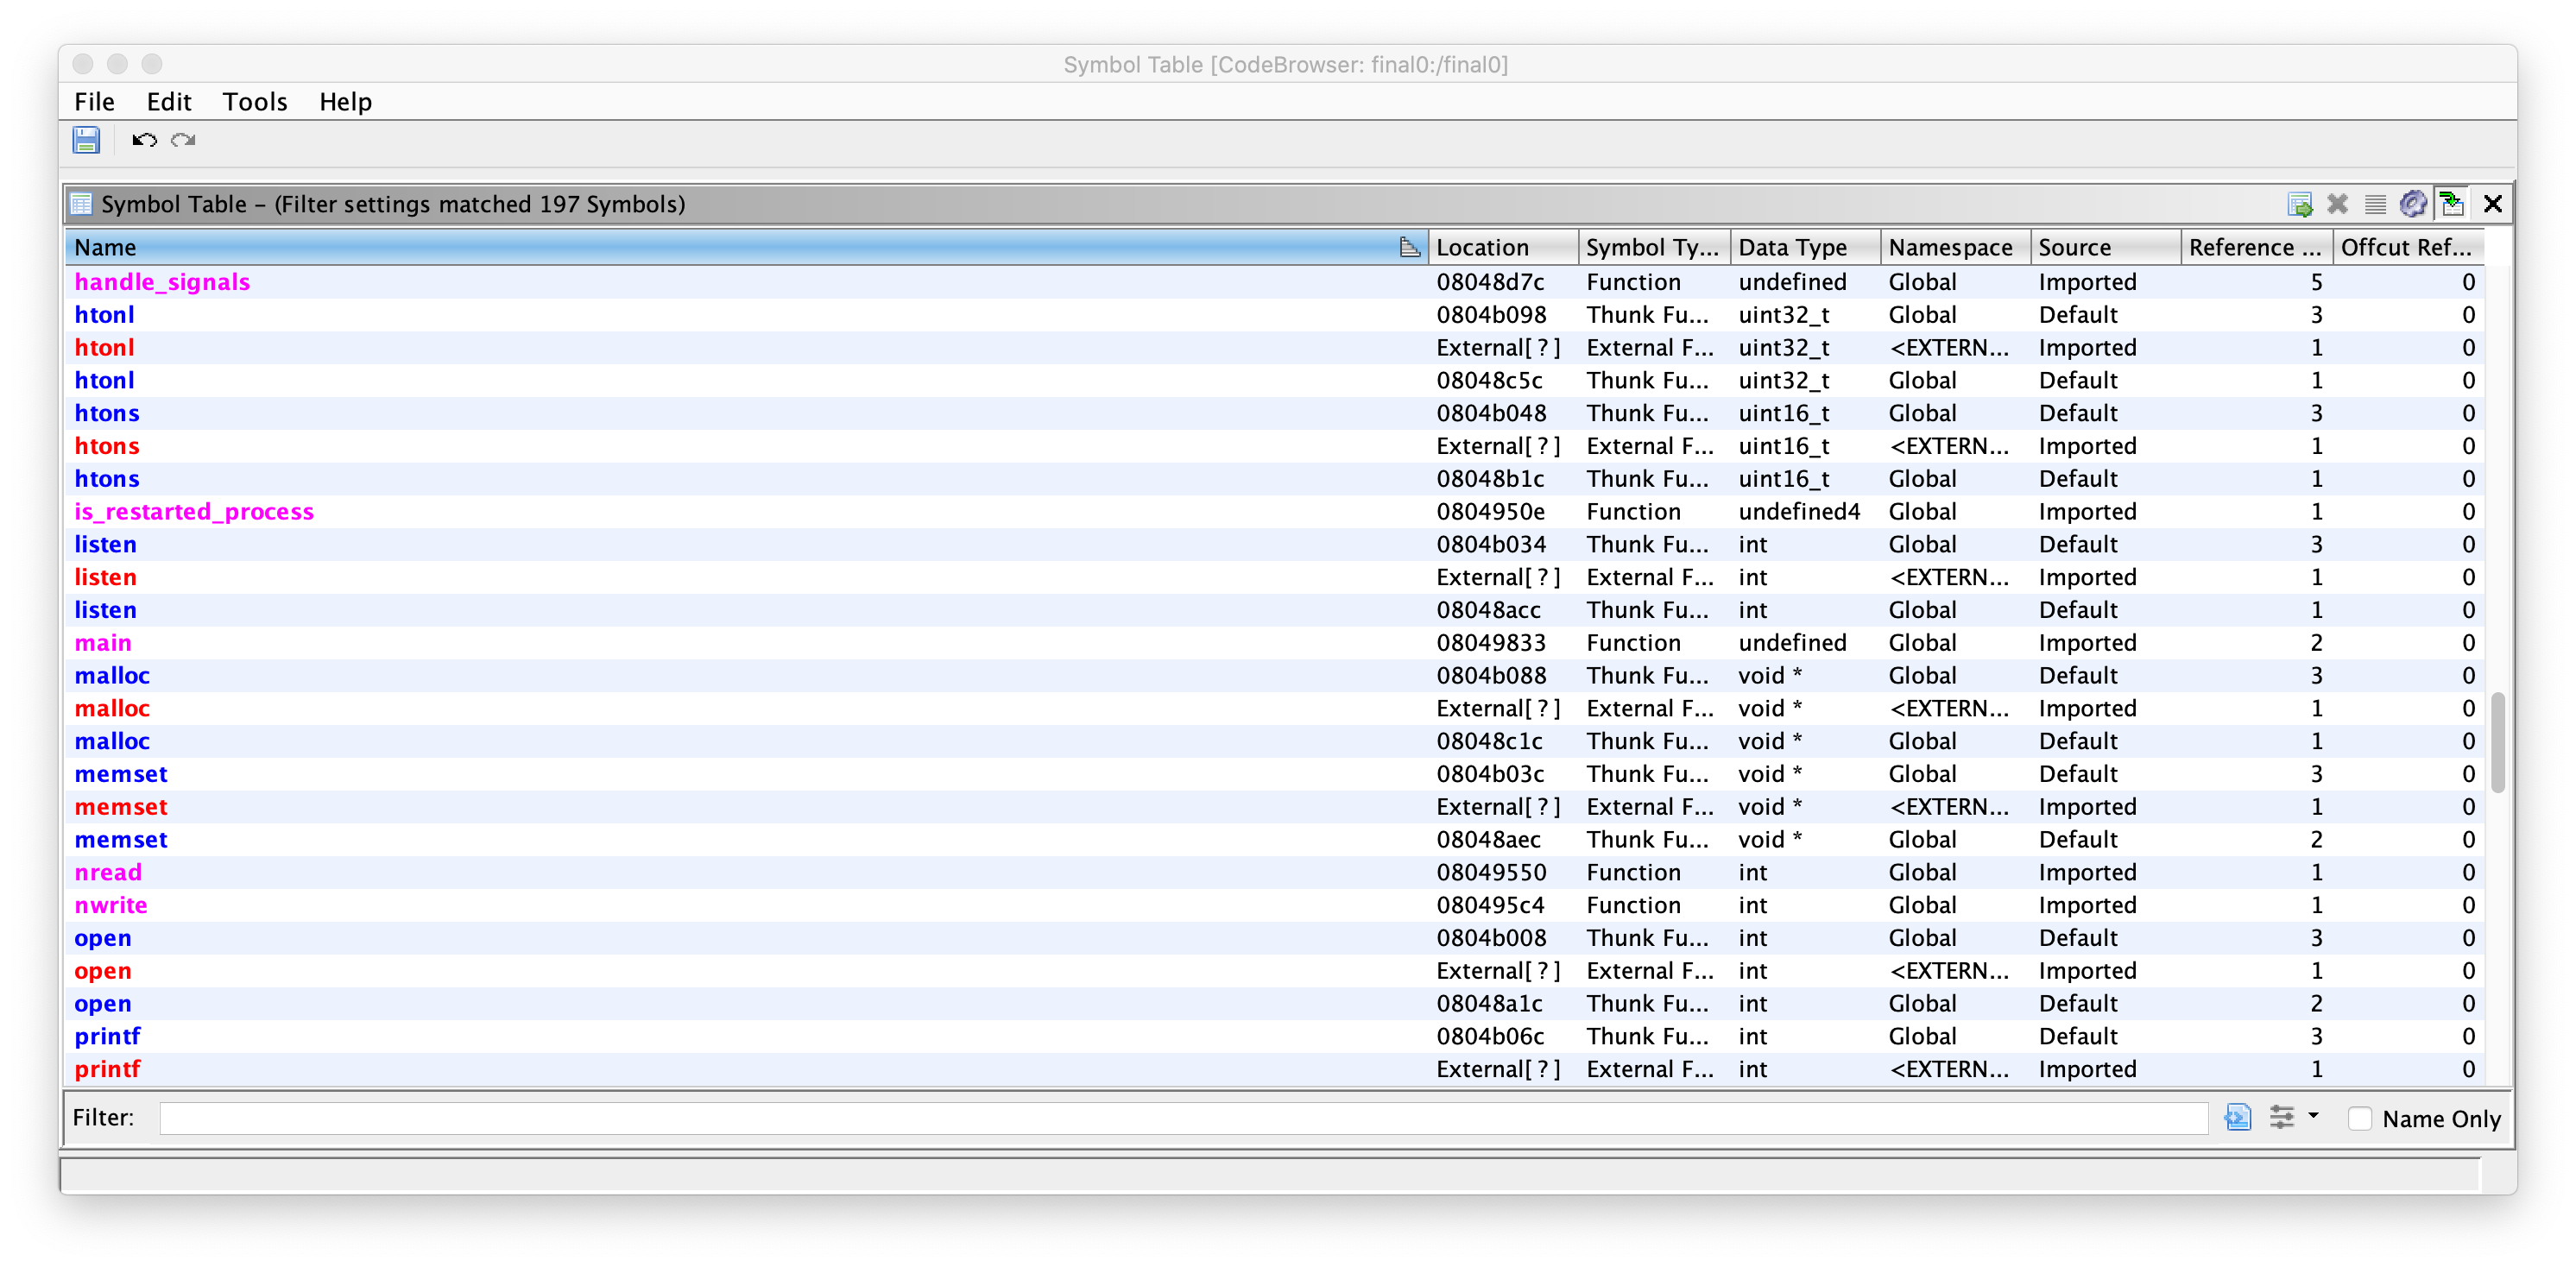 Symbol Table [CodeBrowser: final0:/final0]
File Edit Tools Help
Symbol Table – (Filter settings matched 197 Symbols)
Name Location Symbol Ty... Data Type Namespace Source Reference ... Offcut Ref...
handle_signals 08048d7c Function undefined Global Imported 5 0
htonl 0804b098 Thunk Fu... uint32_t Global Default 3 0
htonl External[?] External F... uint32_t <EXTERN... Imported 1 0
htonl 08048c5c Thunk Fu... uint32_t Global Default 1 0
htons 0804b048 Thunk Fu... uint16_t Global Default 3 0
htons External[?] External F... uint16_t <EXTERN... Imported 1 0
htons 08048b1c Thunk Fu... uint16_t Global Default 1 0
is_restarted_process 0804950e Function undefined4 Global Imported 1 0
listen 0804b034 Thunk Fu... int Global Default 3 0
listen External[?] External F... int <EXTERN... Imported 1 0
listen 08048acc Thunk Fu... int Global Default 1 0
main 08049833 Function undefined Global Imported 2 0
malloc 0804b088 Thunk Fu... void * Global Default 3 0
malloc External[?] External F... void * <EXTERN... Imported 1 0
malloc 08048c1c Thunk Fu... void * Global Default 1 0
memset 0804b03c Thunk Fu... void * Global Default 3 0
memset External[?] External F... void * <EXTERN... Imported 1 0
memset 08048aec Thunk Fu... void * Global Default 2 0
nread 08049550 Function int Global Imported 1 0
nwrite 080495c4 Function int Global Imported 1 0
open 0804b008 Thunk Fu... int Global Default 3 0
open External[?] External F... int <EXTERN... Imported 1 0
open 08048a1c Thunk Fu... int Global Default 2 0
printf 0804b06c Thunk Fu... int Global Default 3 0
printf External[?] External F... int <EXTERN... Imported 1 0
Filter: Name Only